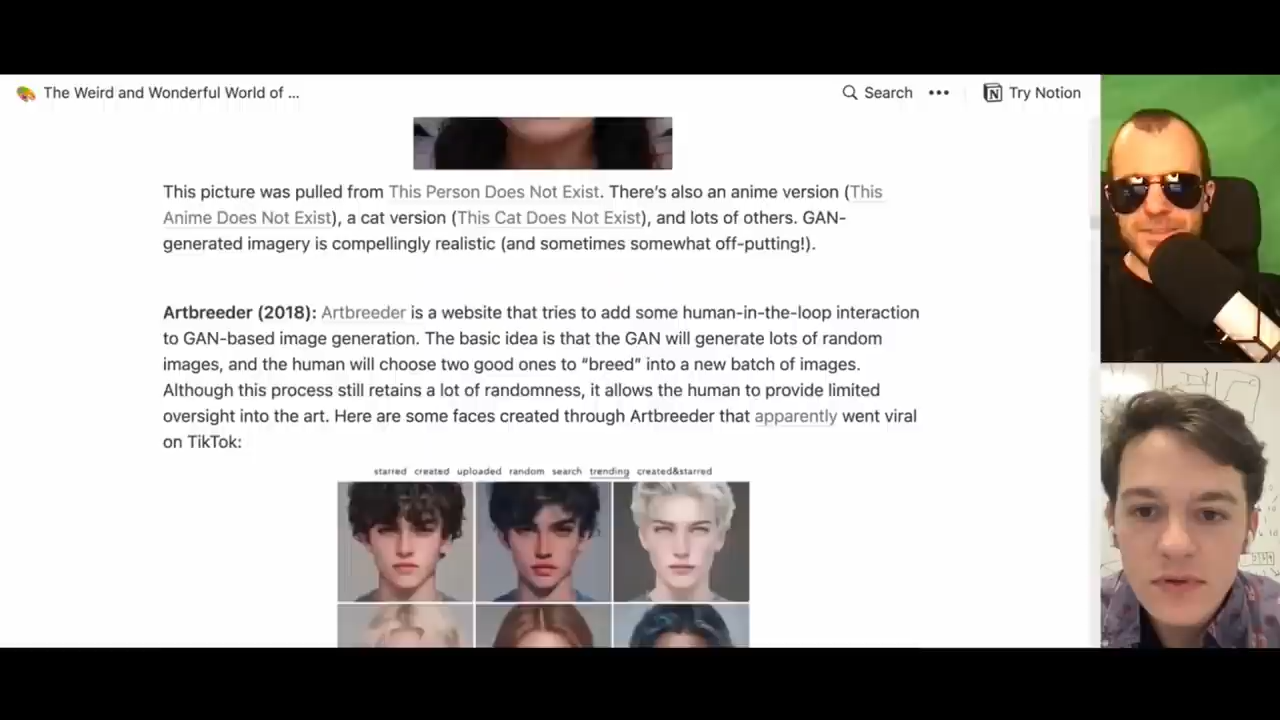 The Weird and Wonderful World of ...
Search
Try Notion
This picture was pulled from This Person Does Not Exist. There's also an anime version (This
Anime Does Not Exist), a cat version (This Cat Does Not Exist), and lots of others. GAN-
generated imagery is compellingly realistic (and sometimes somewhat off-putting!).
Artbreeder (2018): Artbreeder is a website that tries to add some human-in-the-loop interaction
to GAN-based image generation. The basic idea is that the GAN will generate lots of random
images, and the human will choose two good ones to “breed” into a new batch of images.
Although this process still retains a lot of randomness, it allows the human to provide limited
oversight into the art. Here are some faces created through Artbreeder that apparently went viral
on TikTok:
starred created uploaded random search trending created&starred